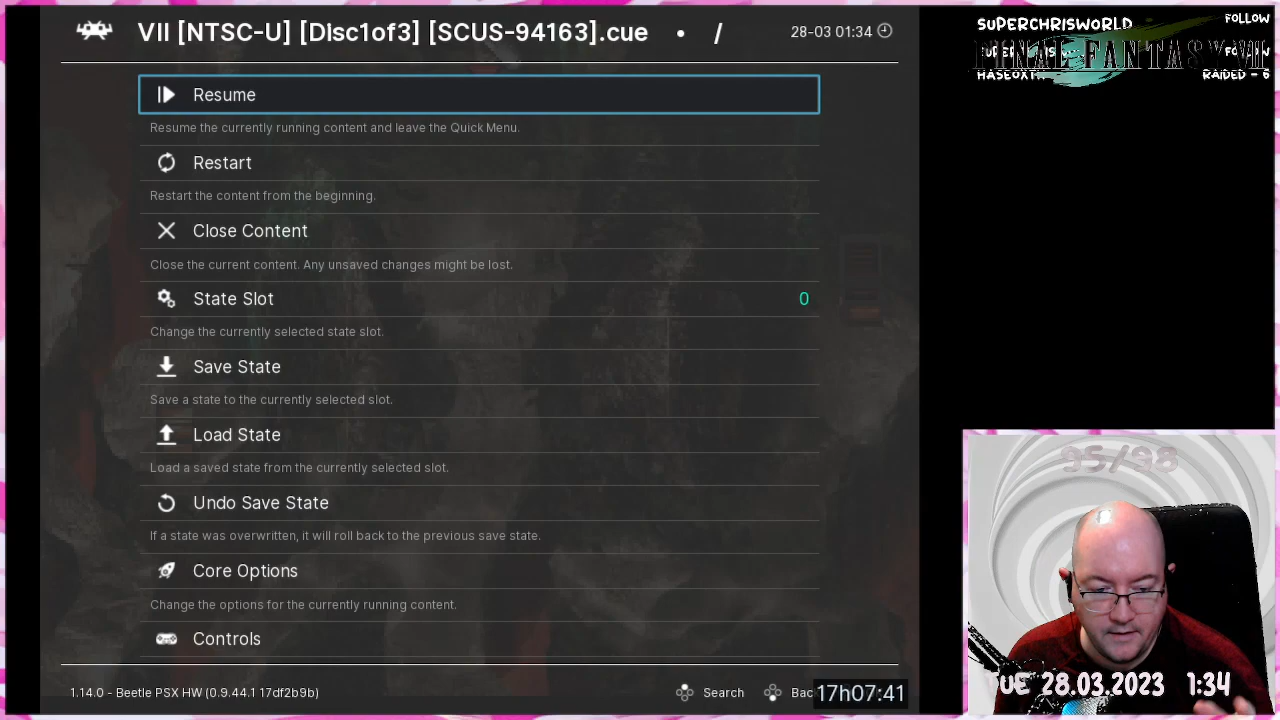 VII [NTSC-U] [Disc1of3] [SCUS-94163].cue • /
28-03 01:34
Resume
Resume the currently running content and leave the Quick Menu.
Restart
Restart the content from the beginning.
Close Content
Close the current content. Any unsaved changes might be lost.
State Slot
0
Change the currently selected state slot.
Save State
Save a state to the currently selected slot.
Load State
Load a saved state from the currently selected slot.
Undo Save State
If a state was overwritten, it will roll back to the previous save state.
Core Options
Change the options for the currently running content.
Controls
1.14.0 - Beetle PSX HW (0.9.44.1 17df2b9b)
Search
17h07:41
SUPERCHRISWORLD
FOLLOW
FINAL FANTASY VII
RAIDED - 6
95/98
TUE 28.03.2023 1:34